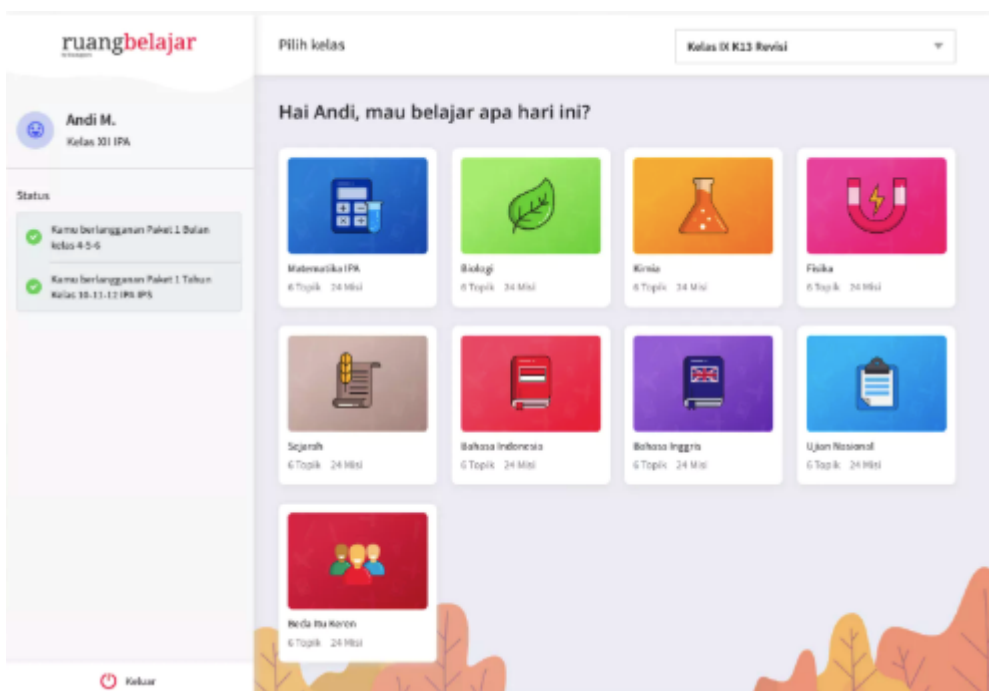 ruangbelajar
Pilih kelas
Kelas IX K13 Revisi
Andi M.
Kelas XII IPA
Status
Kamu berlangganan Paket 1 Bulan
kelas 4-5-6
Kamu berlangganan Paket 1 Tahun
Kelas 10-11-12 IPA IPS
Keluar
Hai Andi, mau belajar apa hari ini?
Matematika IPA
6 Topik 24 Misi
Biologi
6 Topik 24 Misi
Kimia
6 Topik 24 Misi
Fisika
6 Topik 24 Misi
Sejarah
6 Topik 24 Misi
Bahasa Indonesia
6 Topik 24 Misi
Bahasa Inggris
6 Topik 24 Misi
Ujian Nasional
6 Topik 24 Misi
Beda Itu Keren
6 Topik 24 Misi